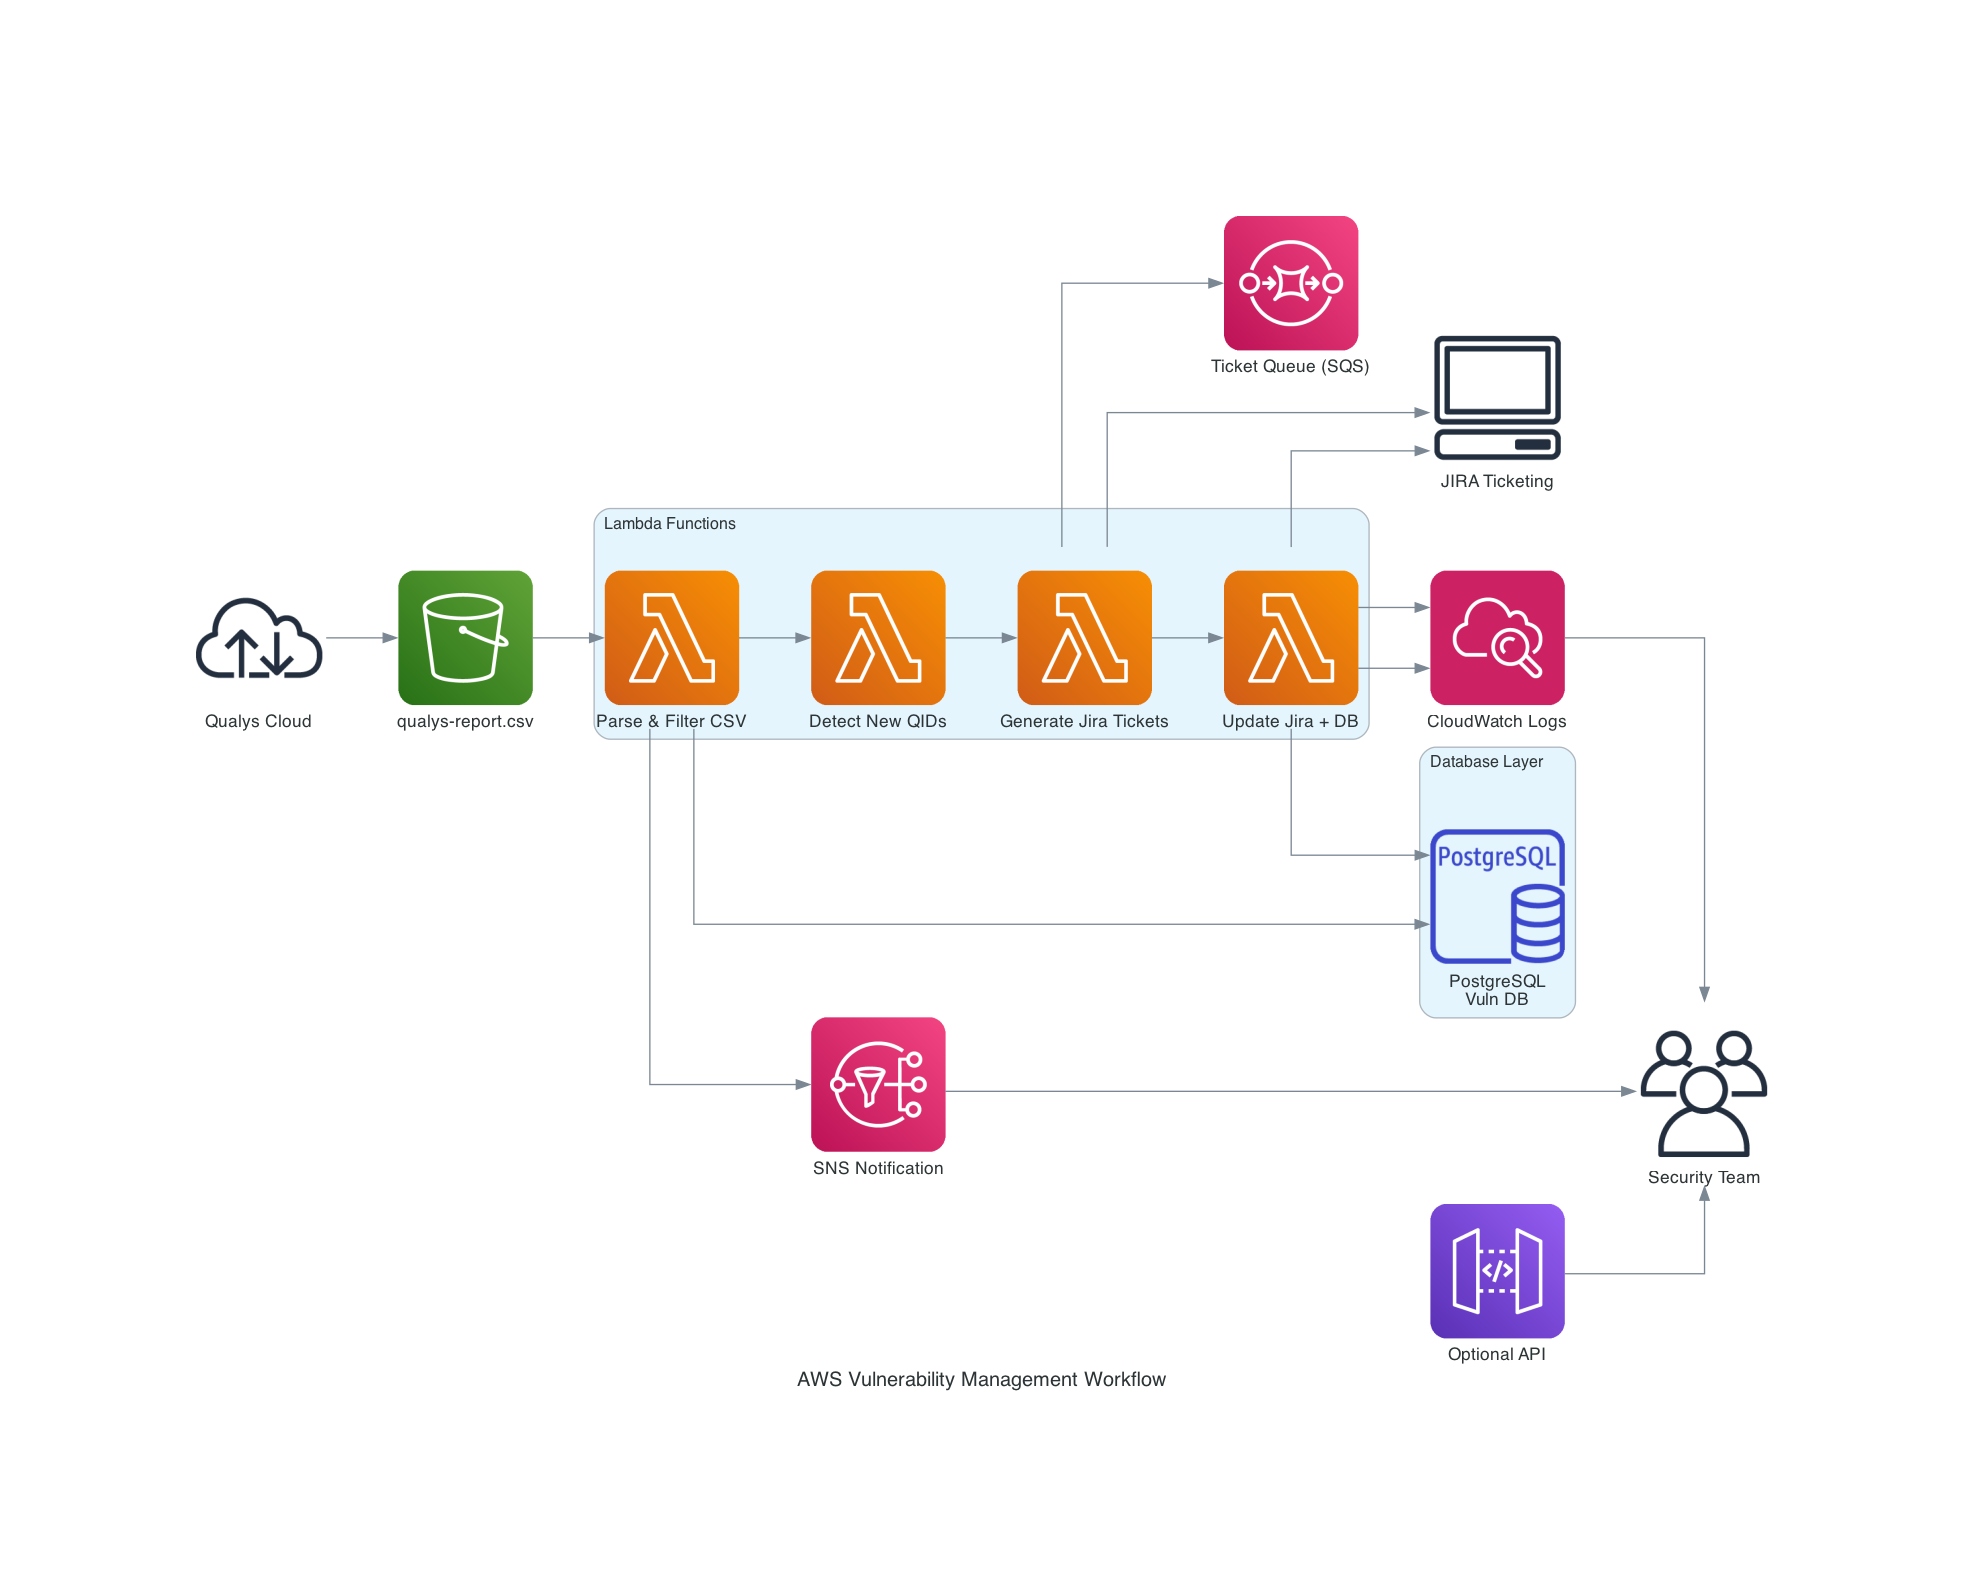 Ticket Queue (SQS)
JIRA Ticketing
Lambda Functions
Qualys Cloud
qualys-report.csv
Parse & Filter CSV
Detect New QIDs
Generate Jira Tickets
Update Jira + DB
CloudWatch Logs
Database Layer
PostgreSQL
PostgreSQL
Vuln DB
SNS Notification
Security Team
Optional API
AWS Vulnerability Management Workflow